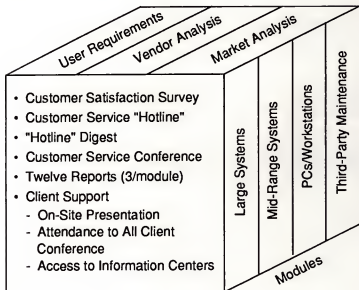 User Requirements
Vendor Analysis
Market Analysis
• Customer Satisfaction Survey
• Customer Service "Hotline"
• "Hotline" Digest
• Customer Service Conference
• Twelve Reports (3/module)
• Client Support
- On-Site Presentation
- Attendance to All Client
Conference
- Access to Information Centers
Large Systems
Mid-Range Systems
PCs/Workstations
Third-Party Maintenance
Modules